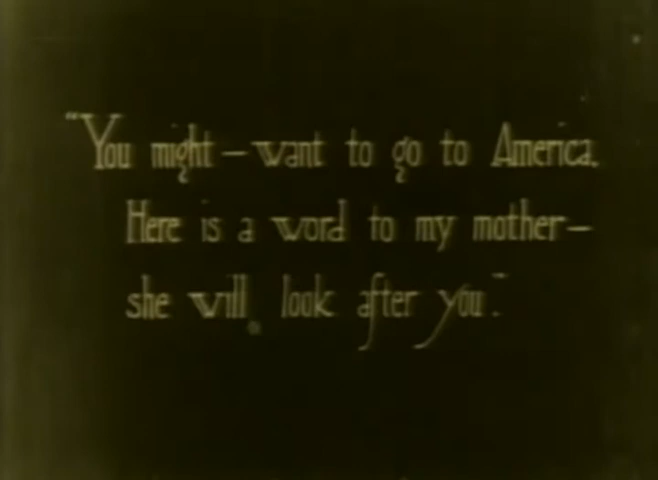 "You might — want to go to America.
Here is a word to my mother —
she will look after you."